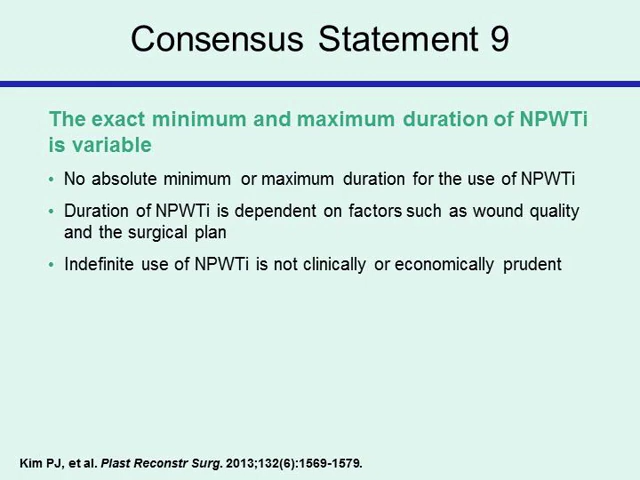 Consensus Statement 9
The exact minimum and maximum duration of NPWTi
is variable
• No absolute minimum or maximum duration for the use of NPWTi
• Duration of NPWTi is dependent on factors such as wound quality
and the surgical plan
• Indefinite use of NPWTi is not clinically or economically prudent
Kim PJ, et al. Plast Reconstr Surg. 2013;132(6):1569-1579.